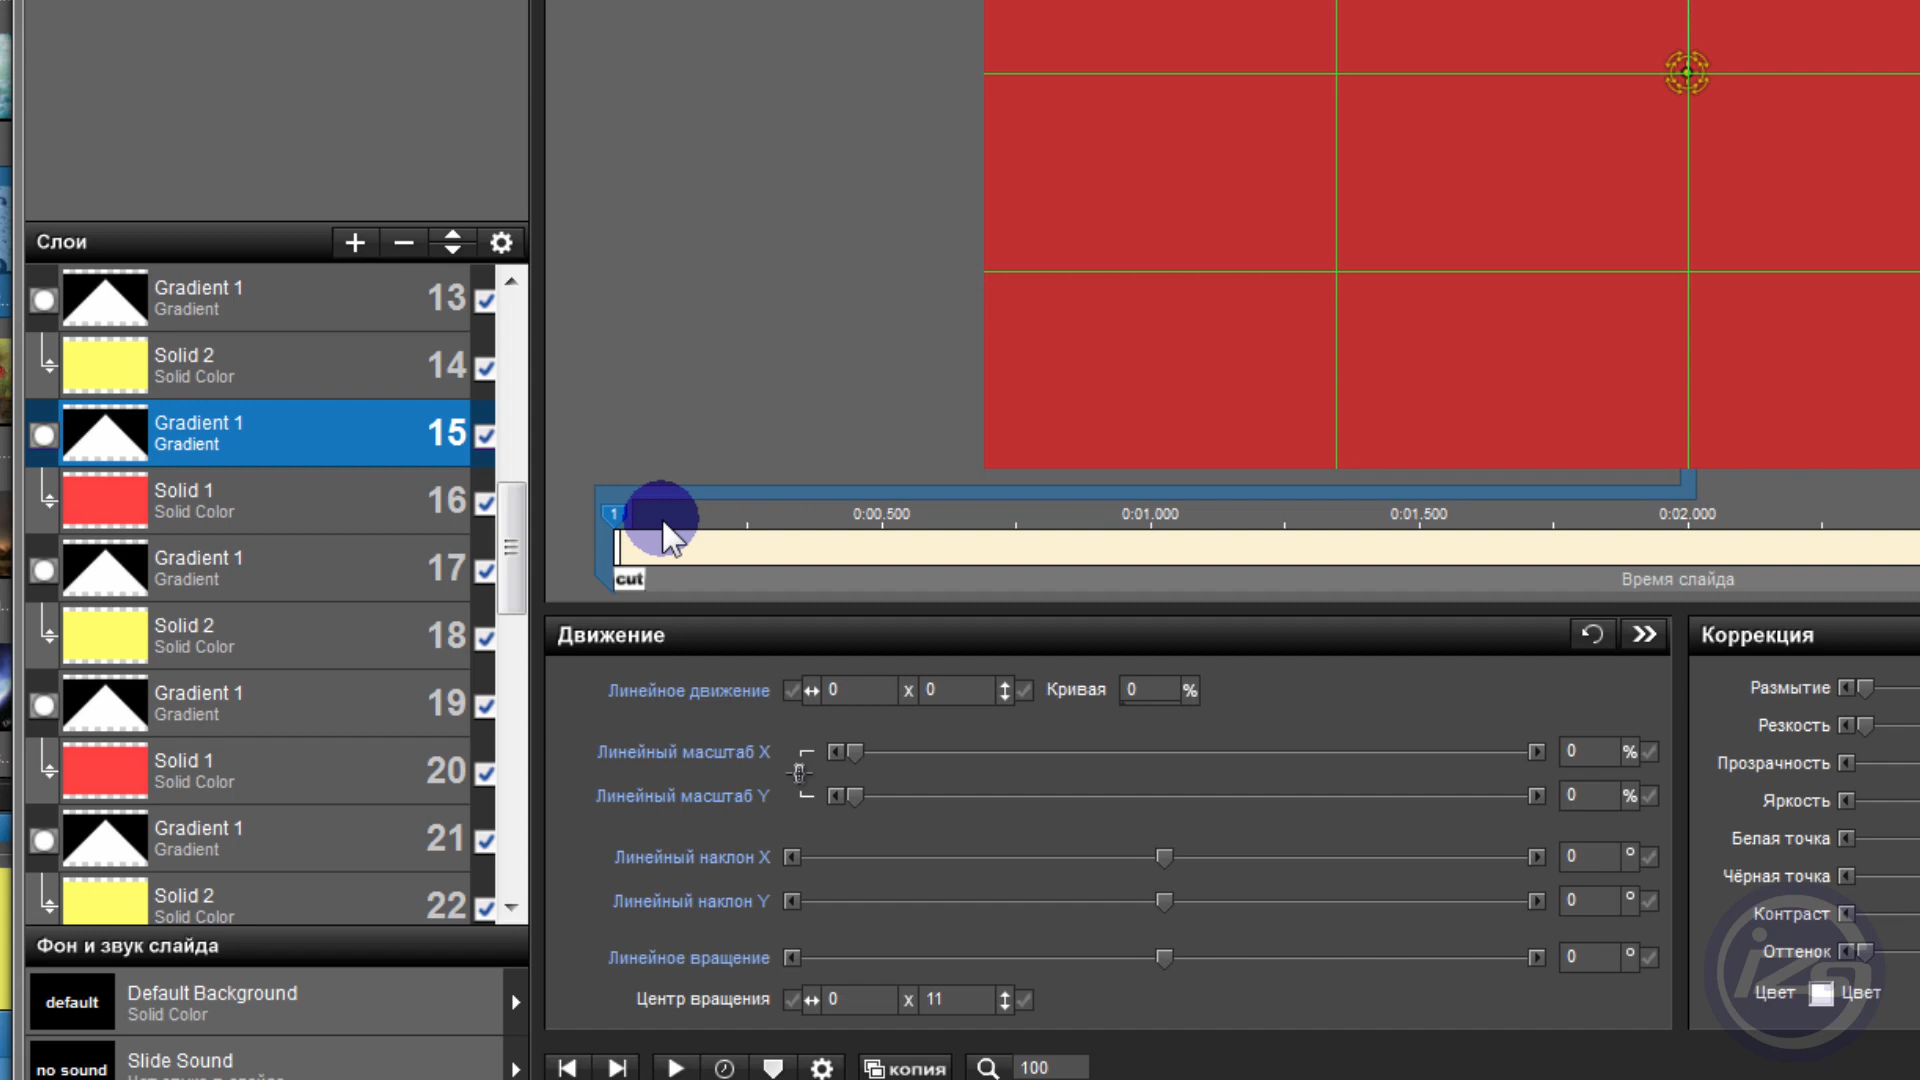 Слои
Gradient 1
Gradient
13
Solid 2
Solid Color
14
Gradient 1
Gradient
15
Solid 1
Solid Color
16
Gradient 1
Gradient
17
Solid 2
Solid Color
18
Gradient 1
Gradient
19
Solid 1
Solid Color
20
Gradient 1
Gradient
21
Solid 2
Solid Color
22
Фон и звук слайда
default
Default Background
Solid Color
no sound
Slide Sound
1
0:00.500
0:01.000
0:01.500
0:02.000
cut
Время слайда
Движение
Линейное движение 0 x 0 Кривая 0 %
Линейный масштаб X 0 %
Линейный масштаб Y 0 %
Линейный наклон X 0 °
Линейный наклон Y 0 °
Линейное вращение 0 °
Центр вращения 0 x 11
Коррекция
Размытие
Резкость
Прозрачность
Яркость
Белая точка
Чёрная точка
Контраст
Оттенок
Цвет Цвет
копия
100